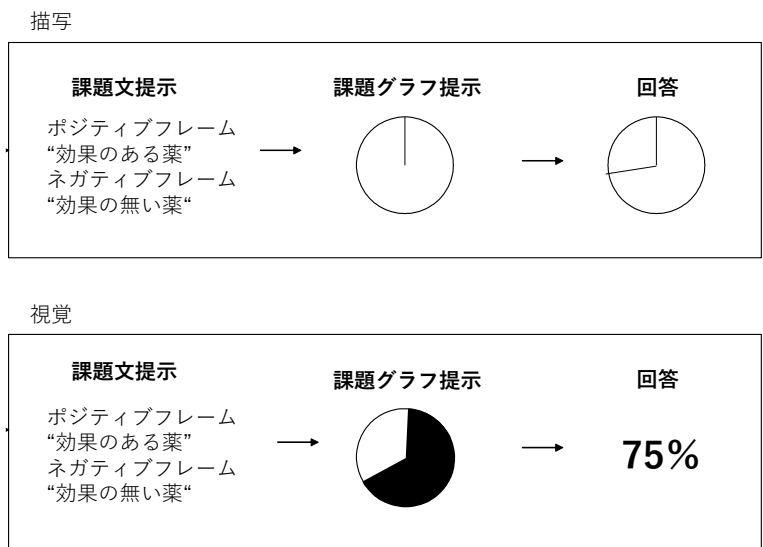 描写
課題文提示
ポジティブフレーム
“効果のある薬”
ネガティブフレーム
“効果の無い薬“
課題グラフ提示
回答
視覚
課題文提示
ポジティブフレーム
“効果のある薬”
ネガティブフレーム
“効果の無い薬“
課題グラフ提示
回答
75%